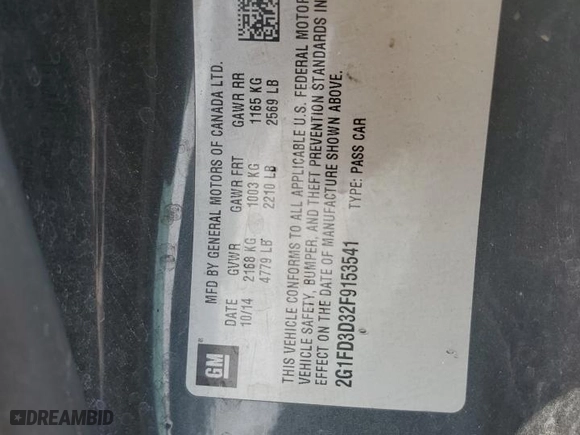 GM
MFD BY GENERAL MOTORS OF CANADA LTD.
DATE GVWR GAWR FRT GAWR RR
10/14 2168 KG 1003 KG 1165 KG
4779 LB 2210 LB 2569 LB
THIS VEHICLE CONFORMS TO ALL APPLICABLE U.S. FEDERAL MOTOR
VEHICLE SAFETY, BUMPER, AND THEFT PREVENTION STANDARDS IN
EFFECT ON THE DATE OF MANUFACTURE SHOWN ABOVE.
2G1FD3D32F9153541 TYPE: PASS CAR
DREAMBID